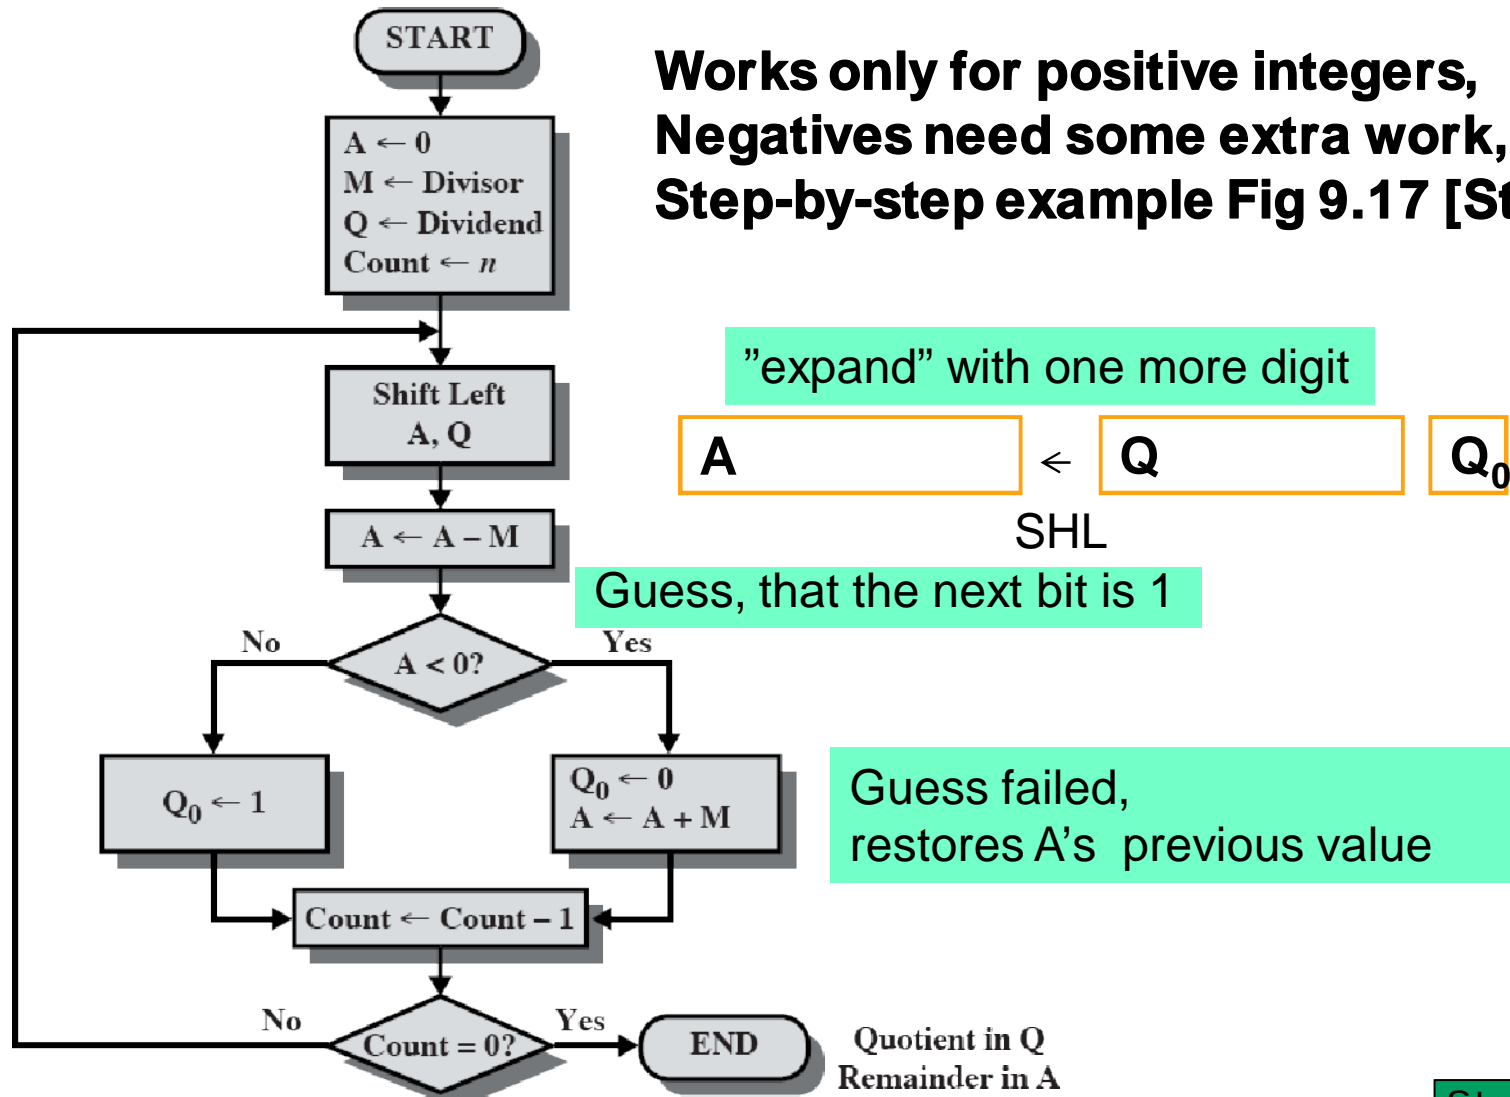 START
Works only for positive integers,
Negatives need some extra work,
Step-by-step example Fig 9.17 [St
A ← 0
M ← Divisor
Q ← Dividend
Count ← n
”expand” with one more digit
Shift Left
A, Q
A ← Q Q₀
SHL
A ← A – M
Guess, that the next bit is 1
No Yes
A < 0?
Q₀ ← 1
Q₀ ← 0
A ← A + M
Guess failed,
restores A’s previous value
Count ← Count – 1
No Yes
Count = 0?
END
Quotient in Q
Remainder in A